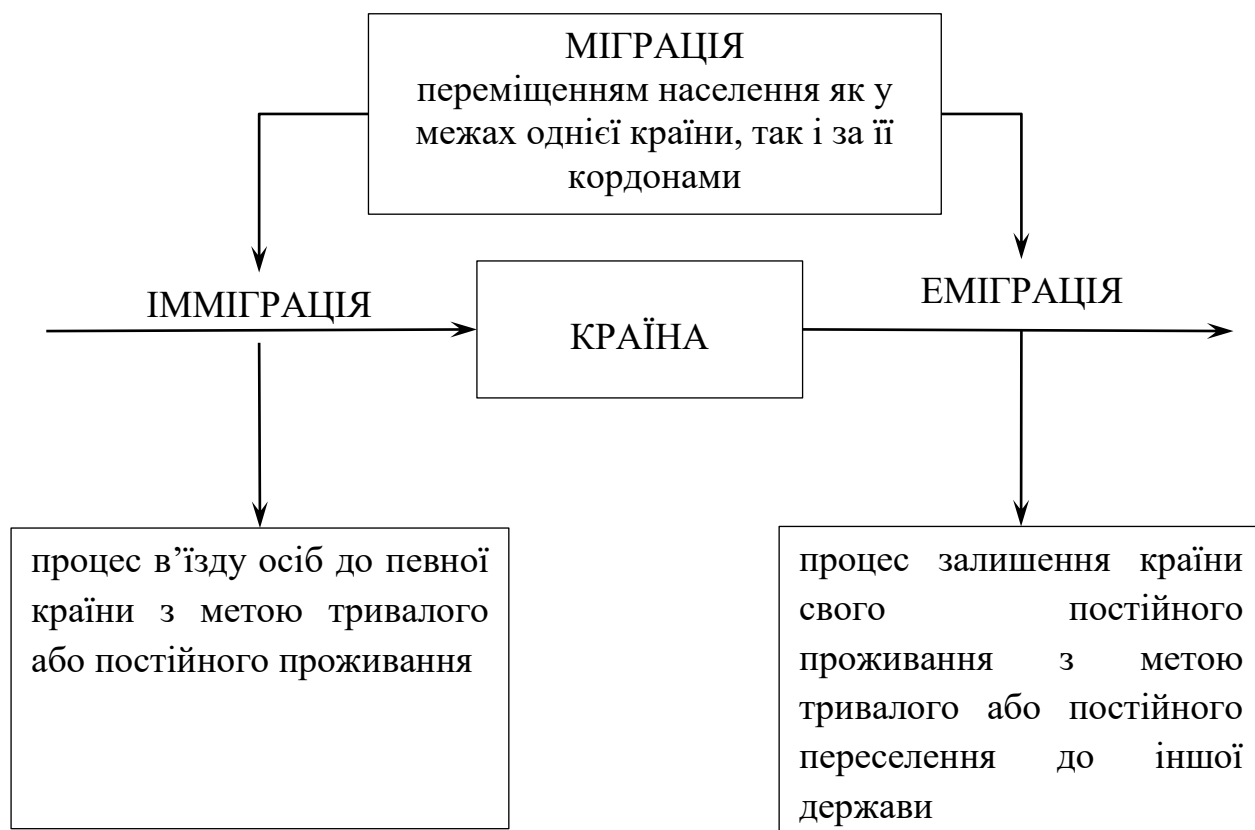 МІГРАЦІЯ
переміщенням населення як у
межах однієї країни, так і за її
кордонами
ІММІГРАЦІЯ
КРАЇНА
ЕМІГРАЦІЯ
процес в’їзду осіб до певної
країни з метою тривалого
або постійного проживання
процес залишення країни
свого постійного
проживання з метою
тривалого або постійного
переселення до іншої
держави